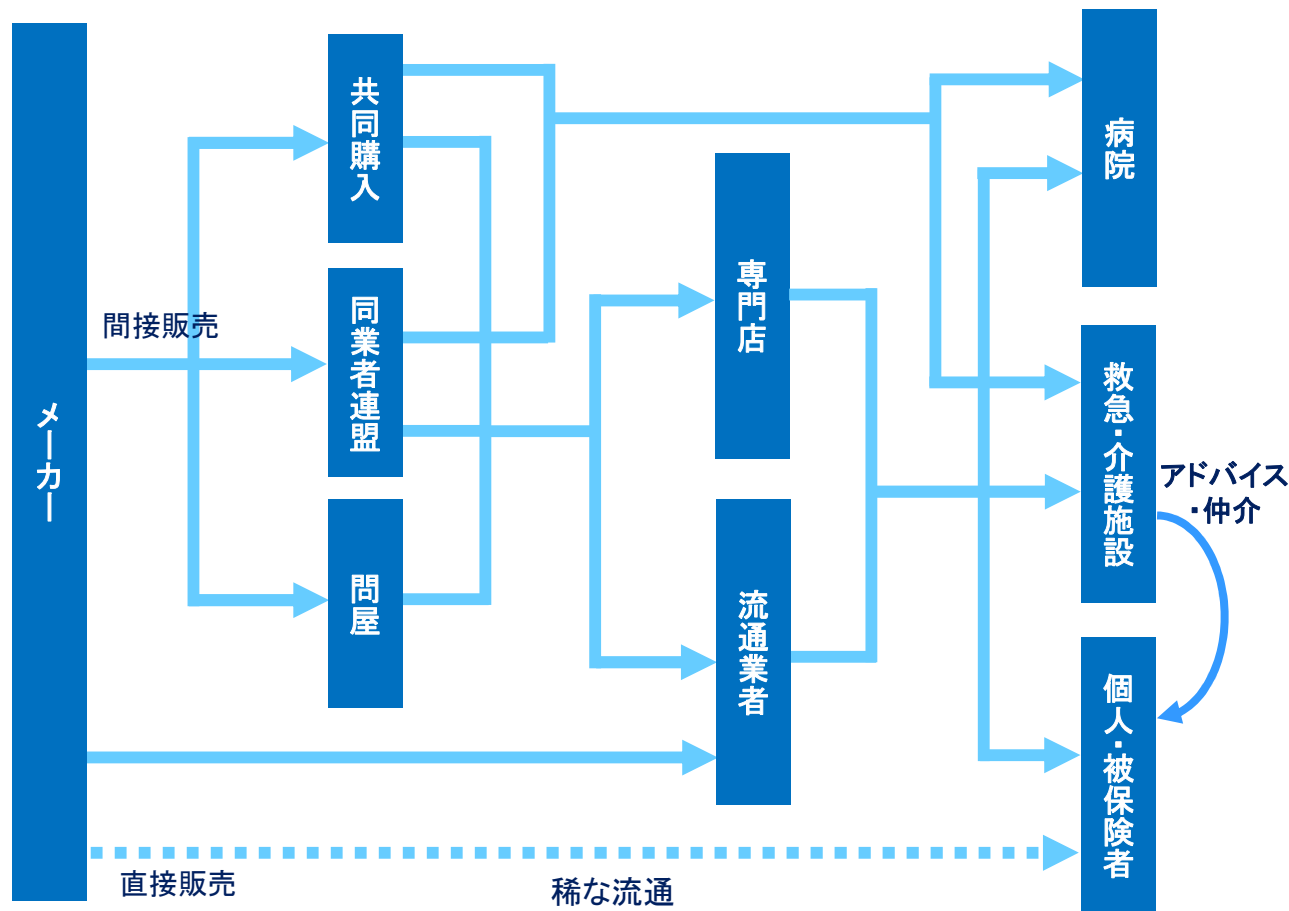 メーカー
間接販売
直接販売
稀な流通
共同購入
同業者連盟
問屋
専門店
流通業者
病院
救急・介護施設
アドバイス
・仲介
個人・被保険者